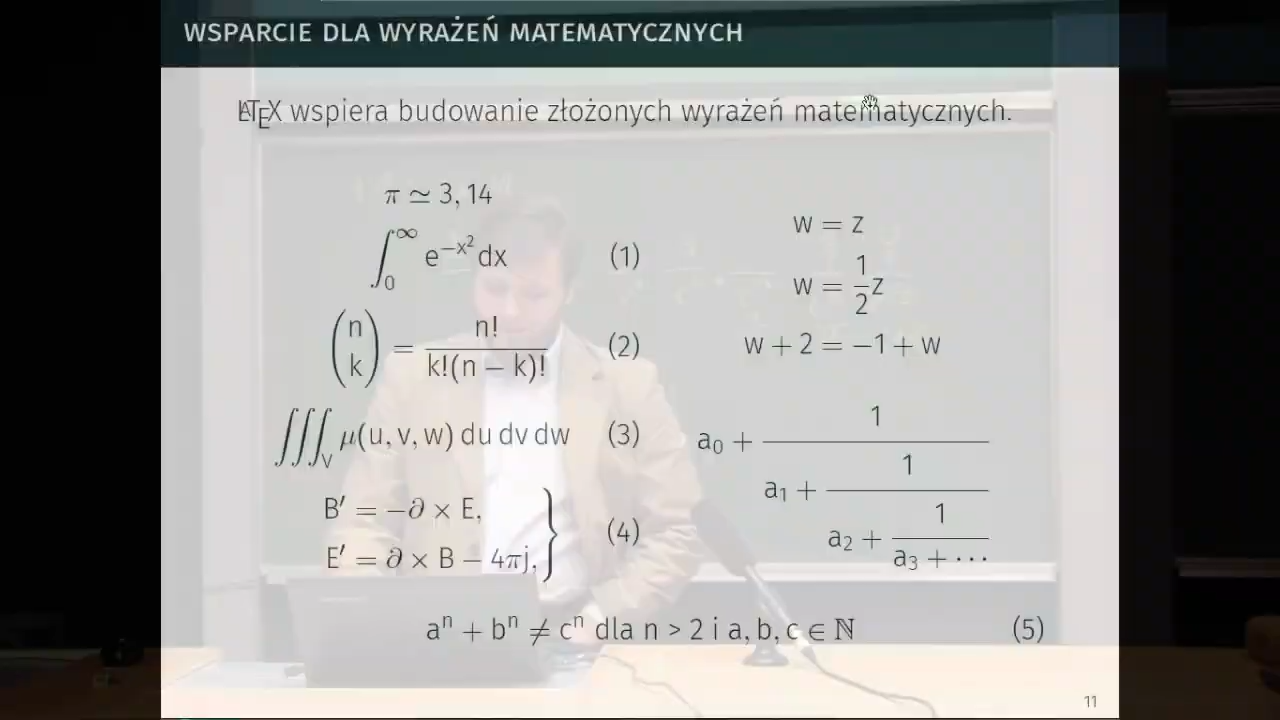 WSPARCIE DLA WYRAŻEŃ MATEMATYCZNYCH
LATEX wspiera budowanie złożonych wyrażeń matematycznych.
π ≃ 3, 14
∫₀^∞ e^{−x²} dx (1)
(n k) = n! / k!(n − k)! (2)
∭_V μ(u, v, w) du dv dw (3)
B′ = −∂ × E,
E′ = ∂ × B − 4πj, } (4)
w = z
w = 1/2 z
w + 2 = −1 + w
a₀ + 1 / a₁ + 1 / a₂ + 1 / a₃ + ⋯
aⁿ + bⁿ ≠ cⁿ dla n > 2 i a, b, c ∈ ℕ (5)
11